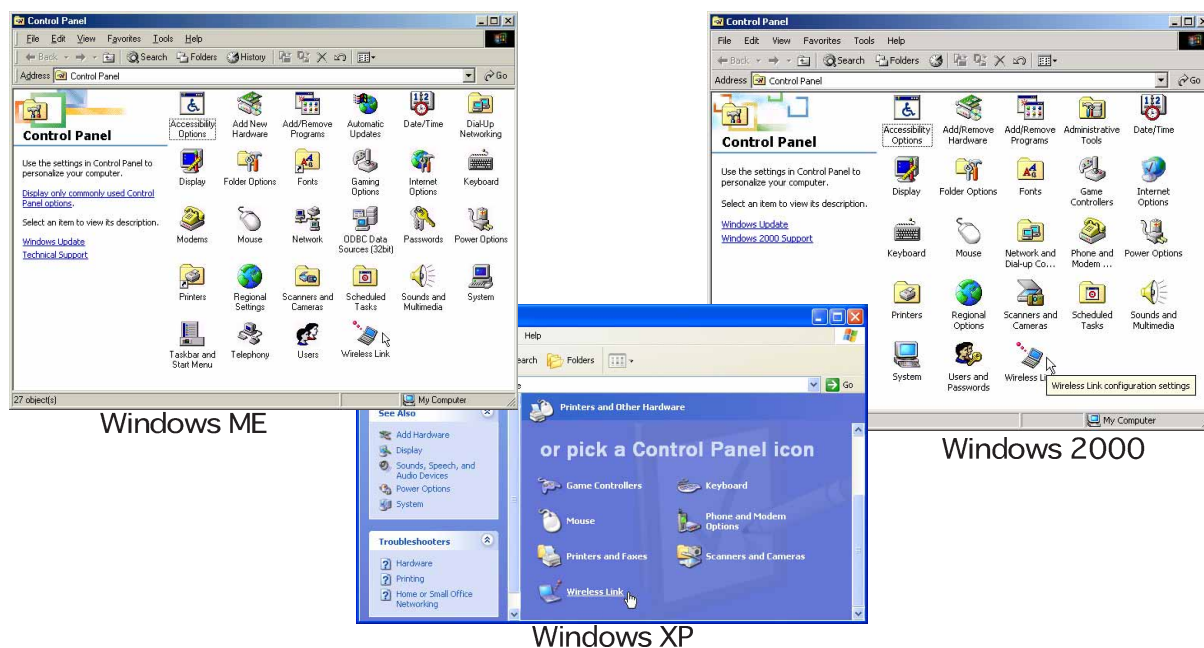 Control Panel
File Edit View Favorites Tools Help
Back Search Folders History
Address Control Panel Go
Control Panel
Use the settings in Control Panel to
personalize your computer.
Display only commonly used Control
Panel options.
Select an item to view its description.
Windows Update
Technical Support
Accessibility
Options
Add New
Hardware
Add/Remove
Programs
Automatic
Updates
Date/Time
Dial-Up
Networking
Display
Folder Options
Fonts
Gaming
Options
Internet
Options
Keyboard
Modems
Mouse
Network
ODBC Data
Sources (32bit)
Passwords
Power Options
Printers
Regional
Settings
Scanners and
Cameras
Scheduled
Tasks
Sounds and
Multimedia
System
Taskbar and
Start Menu
Telephony
Users
Wireless Link
27 object(s) My Computer
Windows ME
Control Panel
File Edit View Favorites Tools Help
Back Search Folders
Address Control Panel Go
Control Panel
Use the settings in Control Panel to
personalize your computer.
Select an item to view its description.
Windows Update
Windows 2000 Support
Accessibility
Options
Add/Remove
Hardware
Add/Remove
Programs
Administrative
Tools
Date/Time
Display
Folder Options
Fonts
Game
Controllers
Internet
Options
Keyboard
Mouse
Network and
Dial-up Co...
Phone and
Modem ...
Power Options
Printers
Regional
Options
Scanners and
Cameras
Scheduled
Tasks
Sounds and
Multimedia
System
Users and
Passwords
Wireless Li
Wireless Link configuration settings
My Computer
Windows 2000
Help
earch Folders
Go
See Also
Add Hardware
Display
Sounds, Speech, and
Audio Devices
Power Options
System
Troubleshooters
Hardware
Printing
Home or Small Office
Networking
Printers and Other Hardware
or pick a Control Panel icon
Game Controllers
Keyboard
Mouse
Phone and Modem
Options
Printers and Faxes
Scanners and Cameras
Wireless Link
Windows XP